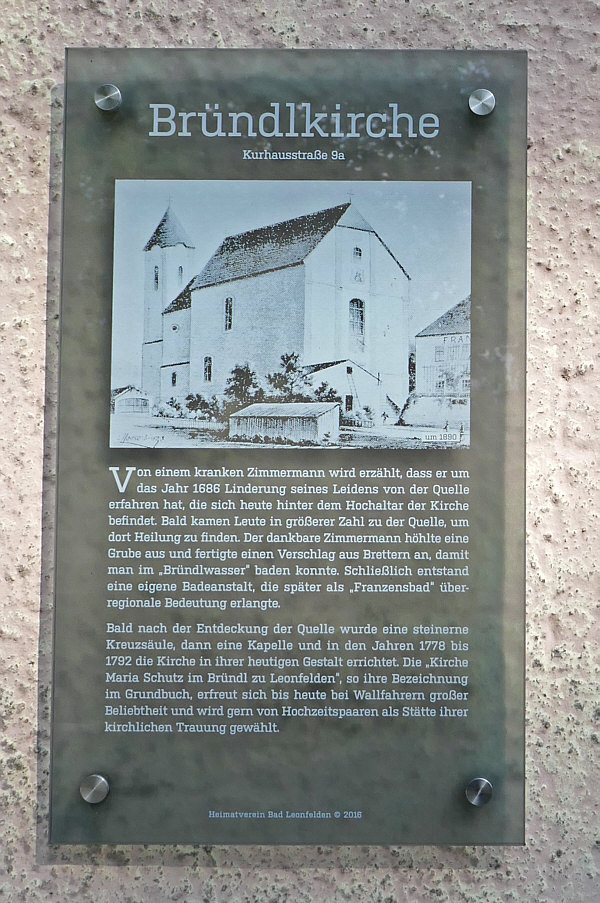 Bründlkirche
Kurhausstraße 9a
FRAN
um 1890
Von einem kranken Zimmermann wird erzählt, dass er um
das Jahr 1686 Linderung seines Leidens von der Quelle
erfahren hat, die sich heute hinter dem Hochaltar der Kirche
befindet. Bald kamen Leute in größerer Zahl zu der Quelle, um
dort Heilung zu finden. Der dankbare Zimmermann höhlte eine
Grube aus und fertigte einen Verschlag aus Brettern an, damit
man im „Bründlwasser" baden konnte. Schließlich entstand
eine eigene Badeanstalt, die später als „Franzensbad" über-
regionale Bedeutung erlangte.
Bald nach der Entdeckung der Quelle wurde eine steinerne
Kreuzsäule, dann eine Kapelle und in den Jahren 1778 bis
1792 die Kirche in ihrer heutigen Gestalt errichtet. Die „Kirche
Maria Schutz im Bründl zu Leonfelden", so ihre Bezeichnung
im Grundbuch, erfreut sich bis heute bei Wallfahrern großer
Beliebtheit und wird gern von Hochzeitspaaren als Stätte ihrer
kirchlichen Trauung gewählt.
Heimatverein Bad Leonfelden © 2016